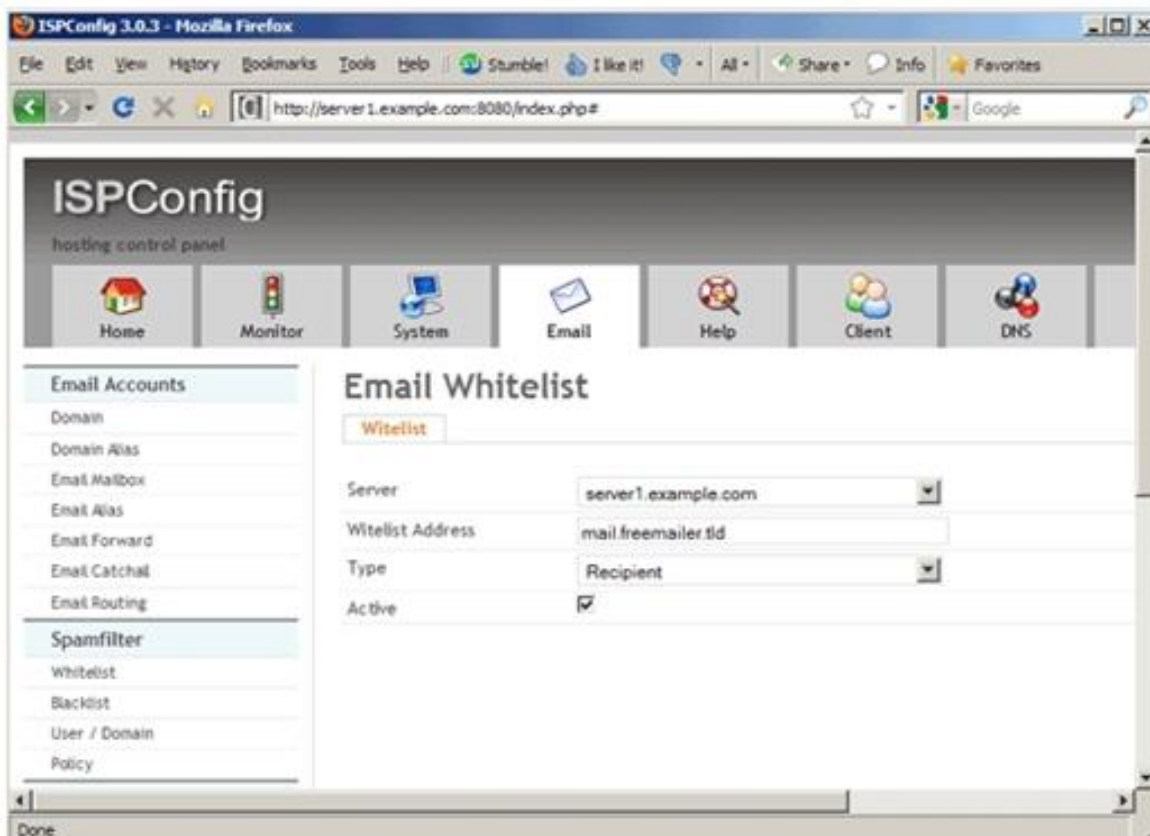 ISPConfig 3.0.3 - Mozilla Firefox
File Edit View History Bookmarks Tools Help Stumble! I like it! All Share Info Favorites
http://server1.example.com:8080/index.php# Google
ISPConfig
hosting control panel
Home Monitor System Email Help Client DNS
Email Accounts
Domain
Domain Alias
Email Mailbox
Email Alias
Email Forward
Email Catchall
Email Routing
Spamfilter
Whitelist
Blacklist
User / Domain
Policy
Email Whitelist
Witelist
Server server1.example.com
Witelist Address mail.freemailer.tld
Type Recipient
Active
Done